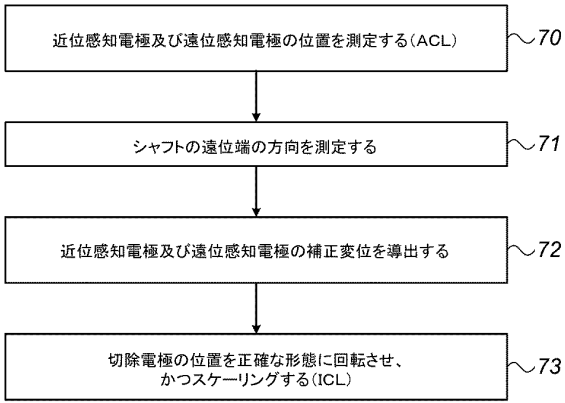 近位感知電極及び遠位感知電極の位置を測定する(ACL)
70
シャフトの遠位端の方向を測定する
71
近位感知電極及び遠位感知電極の補正変位を導出する
72
切除電極の位置を正確な形態に回転させ、
かつスケーリングする(ICL)
73